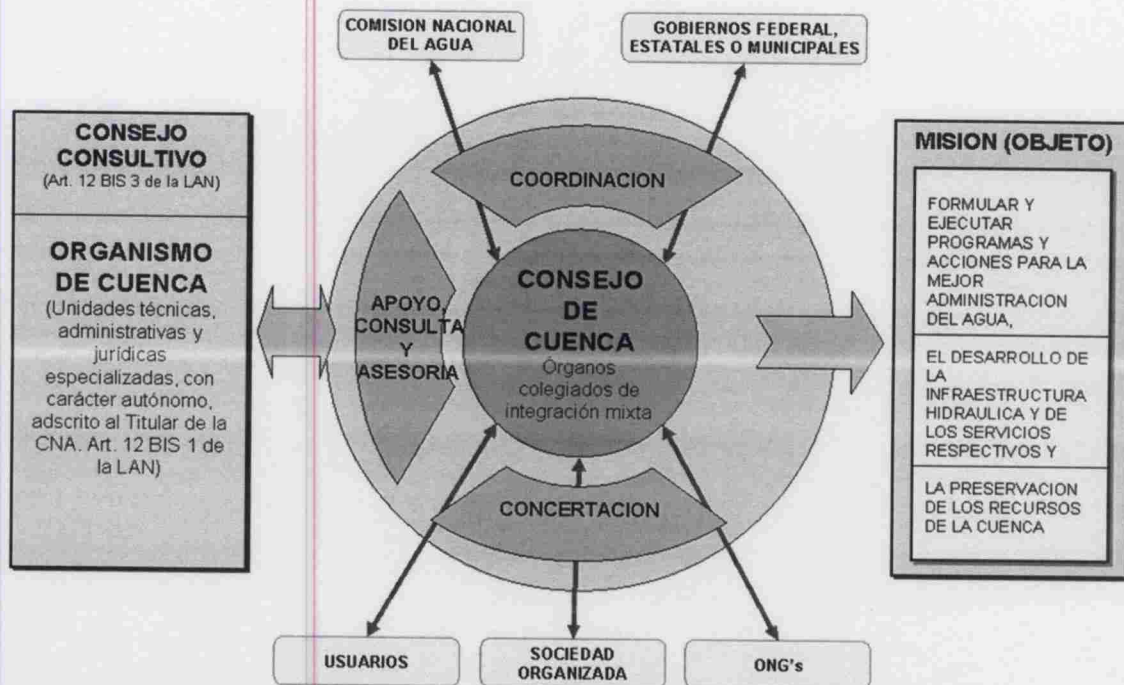 COMISION NACIONAL
DEL AGUA
GOBIERNOS FEDERAL,
ESTATALES O MUNICIPALES
CONSEJO
CONSULTIVO
(Art. 12 BIS 3 de la LAN)
ORGANISMO
DE CUENCA
(Unidades técnicas,
administrativas y
jurídicas
especializadas, con
carácter autónomo,
adscrito al Titular de la
CNA. Art. 12 BIS 1 de
la LAN)
COORDINACION
APOYO,
CONSULTA
Y
ASESORIA
CONSEJO
DE
CUENCA
Órganos
colegiados de
integración mixta
CONCERTACION
MISION (OBJETO)
FORMULAR Y
EJECUTAR
PROGRAMAS Y
ACCIONES PARA LA
MEJOR
ADMINISTRACION
DEL AGUA,
EL DESARROLLO DE
LA
INFRAESTRUCTURA
HIDRAULICA Y DE
LOS SERVICIOS
RESPECTIVOS Y
LA PRESERVACION
DE LOS RECURSOS
DE LA CUENCA
USUARIOS
SOCIEDAD
ORGANIZADA
ONG's